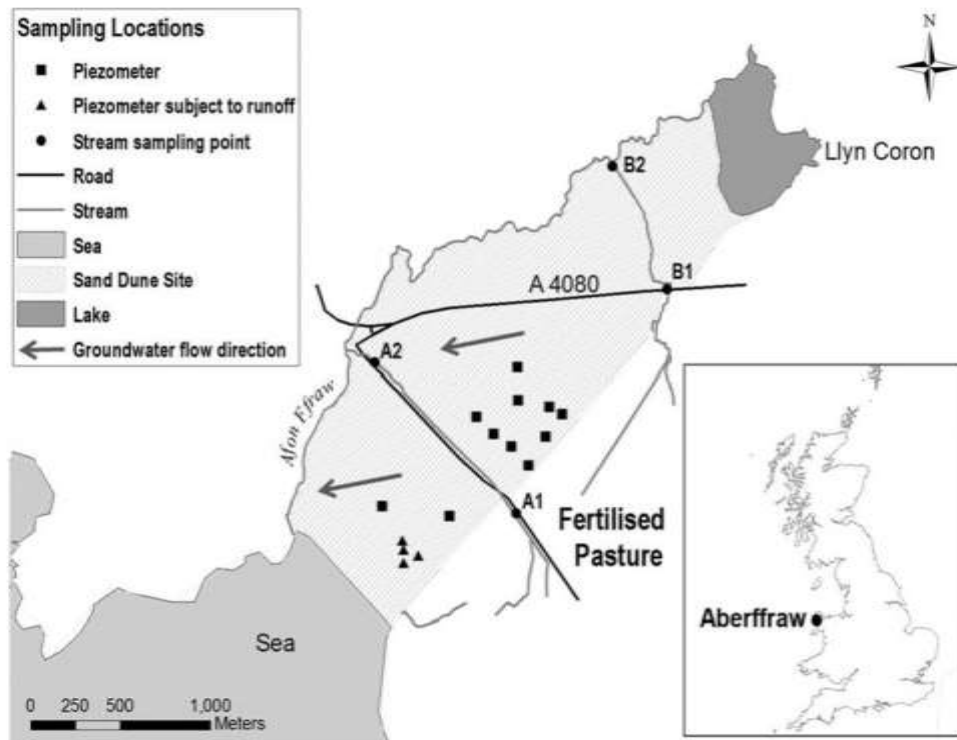 Sampling Locations
Piezometer
Piezometer subject to runoff
Stream sampling point
Road
Stream
Sea
Sand Dune Site
Lake
Groundwater flow direction
N
Llyn Coron
B2
B1
A 4080
A2
Afon Ffraw
A1
Fertilised
Pasture
Aberffraw
Sea
0 250 500 1,000
Meters